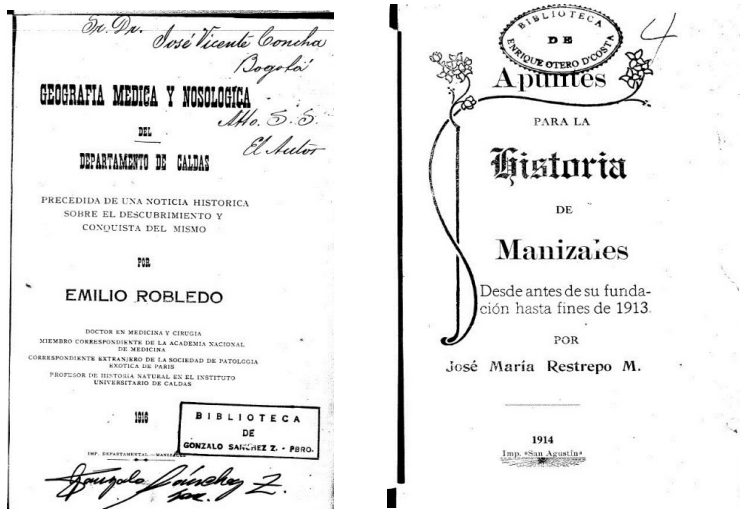 Sr. Dr.
José Vicente Concha
Bogotá
GEOGRAFIA MEDICA Y NOSOLOGICA
Atto. S. S.
DEL
El Autor
DEPARTAMENTO DE CALDAS
PRECEDIDA DE UNA NOTICIA HISTORICA
SOBRE EL DESCUBRIMIENTO Y
CONQUISTA DEL MISMO
POR
EMILIO ROBLEDO
DOCTOR EN MEDICINA Y CIRUGIA
MIEMBRO CORRESPONDIENTE DE LA ACADEMIA NACIONAL
DE MEDICINA
CORRESPONDIENTE EXTRANJERO DE LA SOCIEDAD DE PATOLOGIA
EXOTICA DE PARIS
PROFESOR DE HISTORIA NATURAL EN EL INSTITUTO
UNIVERSITARIO DE CALDAS
1916
BIBLIOTECA
DE
GONZALO SANCHEZ Z. - PBRO.
IMP. DEPARTAMENTAL.—MANIZALES
Gonzalo Sánchez Z.
BIBLIOTECA
DE
ENRIQUE OTERO D'COSTA
4
Apuntes
PARA LA
Historia
DE
Manizales
Desde antes de su funda-
ción hasta fines de 1913.
POR
José María Restrepo M.
1914
Imp. «San Agustín»